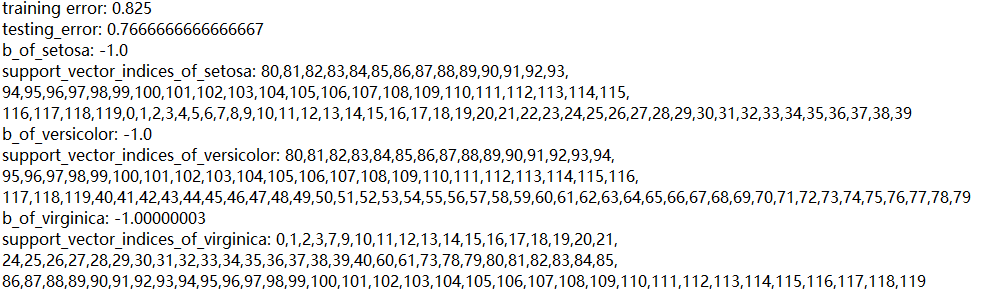 training error: 0.825
testing_error: 0.7666666666666667
b_of_setosa: -1.0
support_vector_indices_of_setosa: 80,81,82,83,84,85,86,87,88,89,90,91,92,93,
94,95,96,97,98,99,100,101,102,103,104,105,106,107,108,109,110,111,112,113,114,115,
116,117,118,119,0,1,2,3,4,5,6,7,8,9,10,11,12,13,14,15,16,17,18,19,20,21,22,23,24,25,26,27,28,29,30,31,32,33,34,35,36,37,38,39
b_of_versicolor: -1.0
support_vector_indices_of_versicolor: 80,81,82,83,84,85,86,87,88,89,90,91,92,93,94,
95,96,97,98,99,100,101,102,103,104,105,106,107,108,109,110,111,112,113,114,115,116,
117,118,119,40,41,42,43,44,45,46,47,48,49,50,51,52,53,54,55,56,57,58,59,60,61,62,63,64,65,66,67,68,69,70,71,72,73,74,75,76,77,78,79
b_of_virginica: -1.00000003
support_vector_indices_of_virginica: 0,1,2,3,7,9,10,11,12,13,14,15,16,17,18,19,20,21,
24,25,26,27,28,29,30,31,32,33,34,35,36,37,38,39,40,60,61,73,78,79,80,81,82,83,84,85,
86,87,88,89,90,91,92,93,94,95,96,97,98,99,100,101,102,103,104,105,106,107,108,109,110,111,112,113,114,115,116,117,118,119